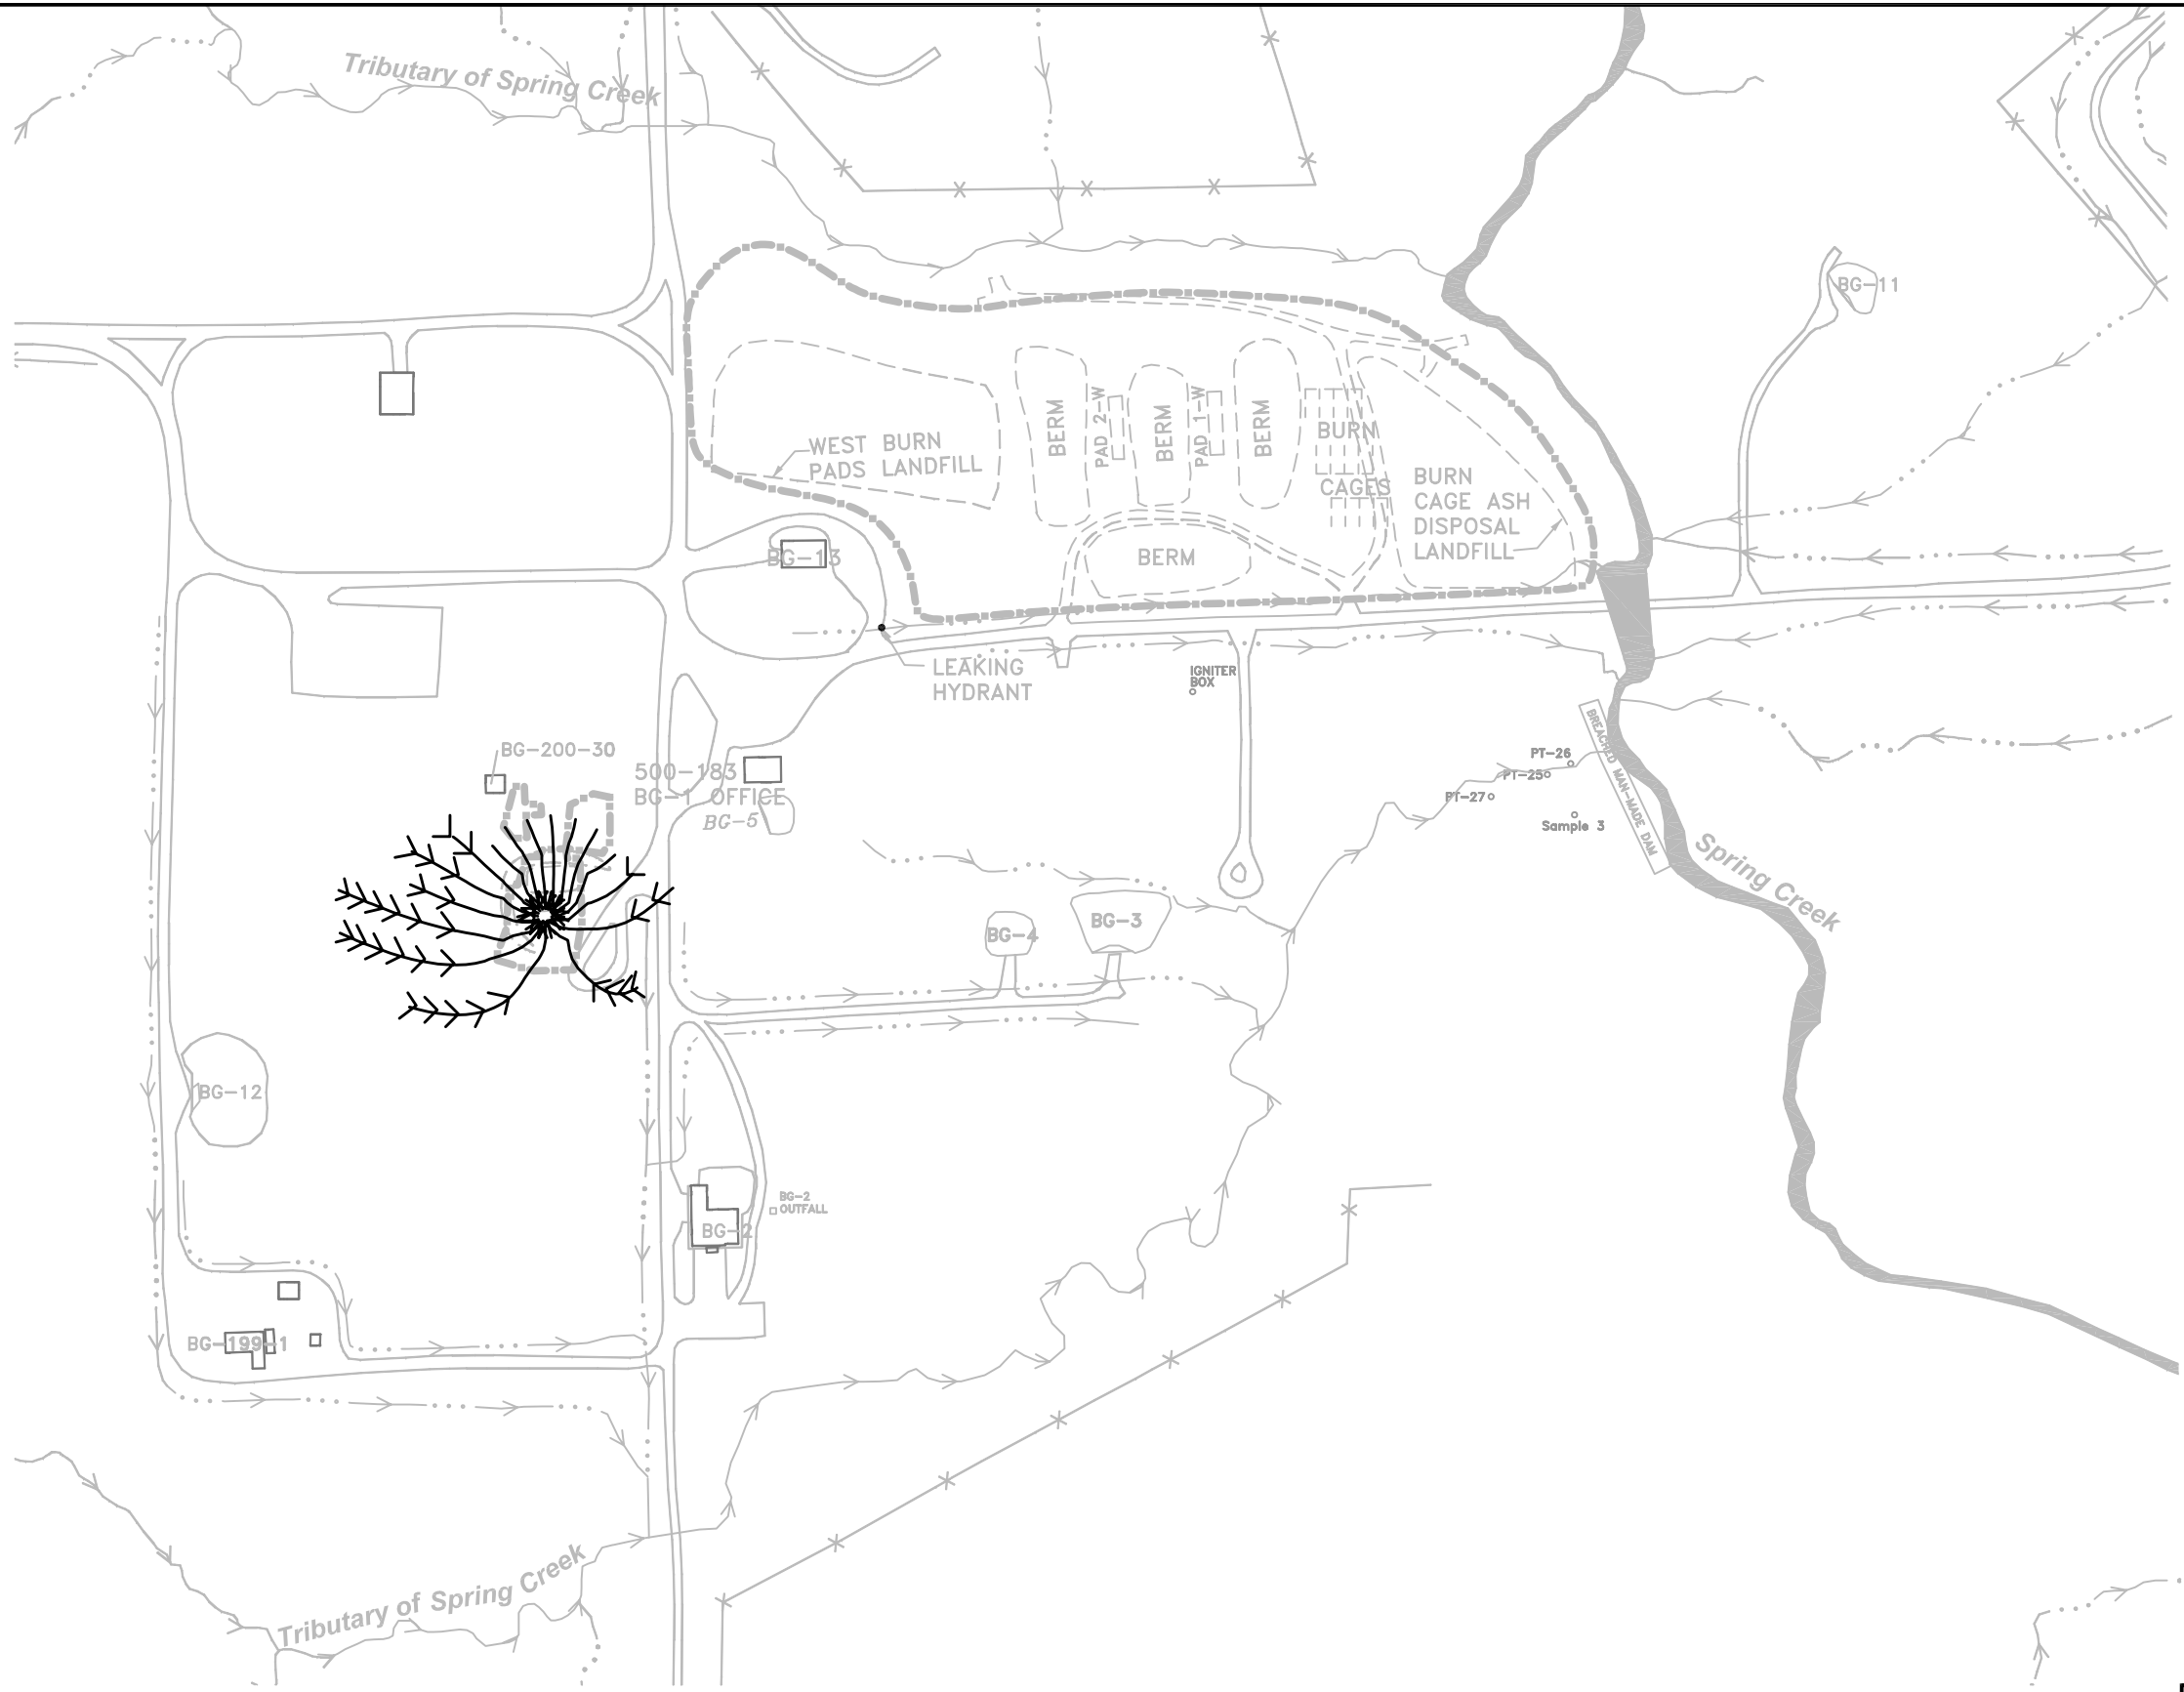 Tributary of Spring Creek
BG-11
WEST BURN
PADS LANDFILL
BERM
PAD 2-W
BERM
PAD 1-W
BERM
BURN
CAGES
BURN
CAGE ASH
DISPOSAL
LANDFILL
BG-13
BERM
LEAKING
HYDRANT
IGNITER
BOX
BG-200-30
500-183
BG-1 OFFICE
BG-5
PT-26
PT-25
PT-27
Sample 3
BREACHED MAN-MADE DAM
Spring Creek
BG-4
BG-3
BG-12
BG-2
OUTFALL
BG-2
BG-199-1
Tributary of Spring Creek